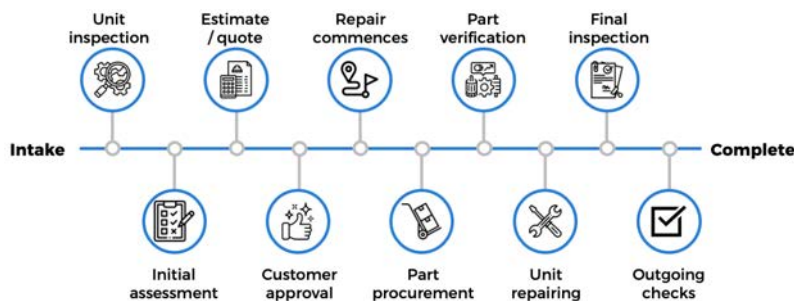 Unit
inspection
Estimate
/ quote
Repair
commences
Part
verification
Final
inspection
Intake
Complete
Initial
assessment
Customer
approval
Part
procurement
Unit
repairing
Outgoing
checks